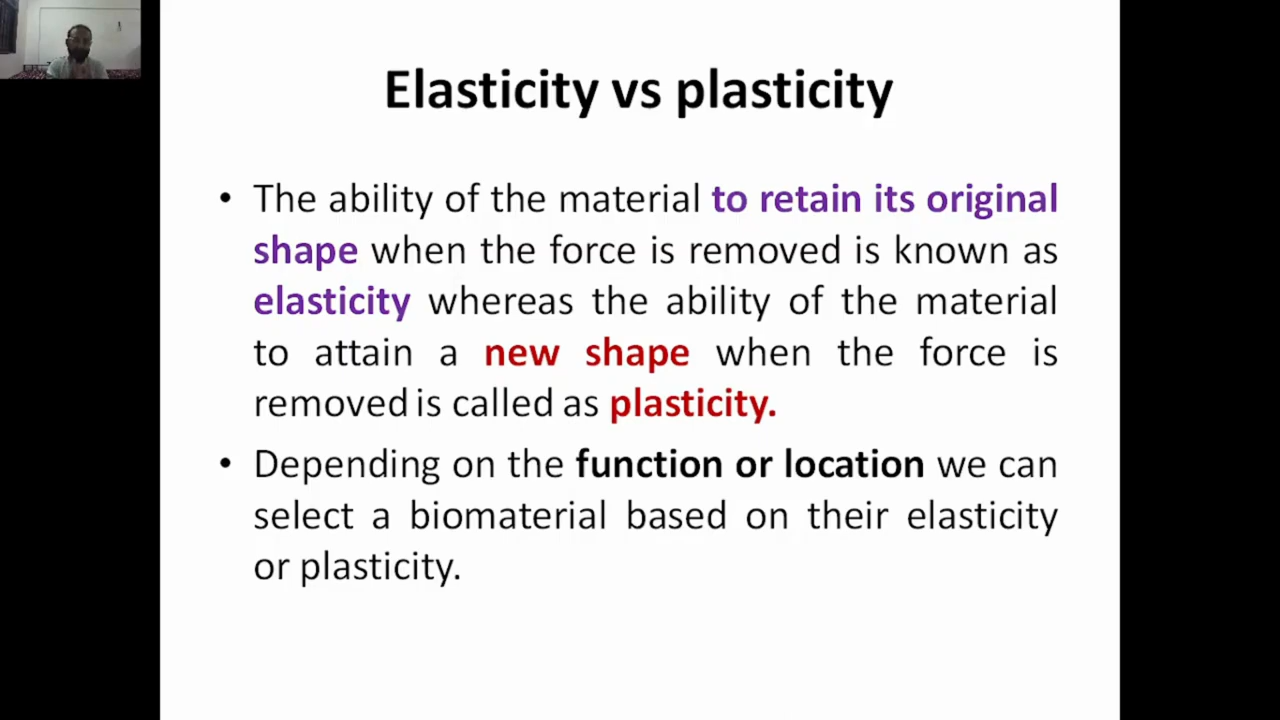 Elasticity vs plasticity
• The ability of the material to retain its original
shape when the force is removed is known as
elasticity whereas the ability of the material
to attain a new shape when the force is
removed is called as plasticity.
• Depending on the function or location we can
select a biomaterial based on their elasticity
or plasticity.